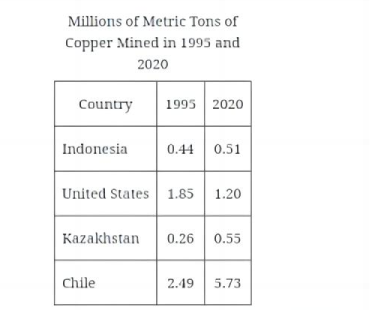 Millions of Metric Tons of
Copper Mined in 1995 and
2020
Country 1995 2020
Indonesia 0.44 0.51
United States 1.85 1.20
Kazakhstan 0.26 0.55
Chile 2.49 5.73